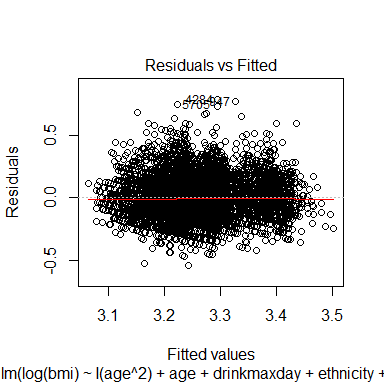 Residuals vs Fitted
Residuals
0.5
0.0
-0.5
3.1
3.2
3.3
3.4
3.5
Fitted values
lm(log(bmi) ~ I(age^2) + age + drinkmaxday + ethnicity +